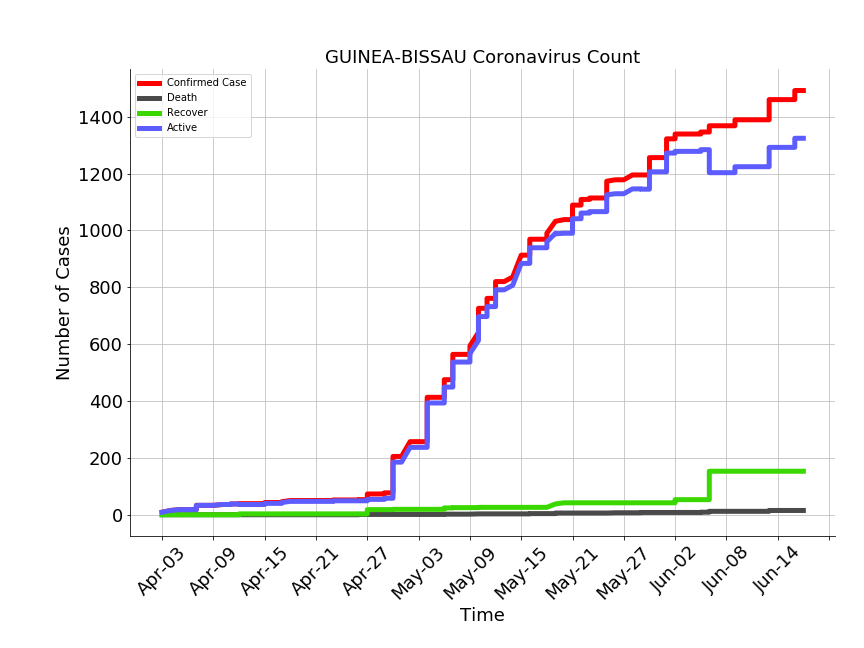 GUINEA-BISSAU Coronavirus Count
Confirmed Case
Death
Recover
Active
Number of Cases
1400
1200
1000
800
600
400
200
0
Apr-03
Apr-09
Apr-15
Apr-21
Apr-27
May-03
May-09
May-15
May-21
May-27
Jun-02
Jun-08
Jun-14
Time